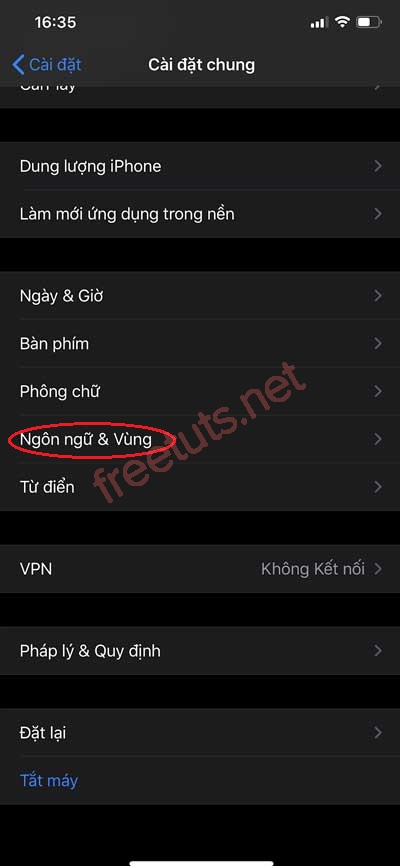 16:35
Cài đặt
Cài đặt chung
Dung lượng iPhone
Làm mới ứng dụng trong nền
Ngày & Giờ
Bàn phím
Phông chữ
Ngôn ngữ & Vùng
Từ điển
freetuts.net
VPN
Không Kết nối
Pháp lý & Quy định
Đặt lại
Tắt máy